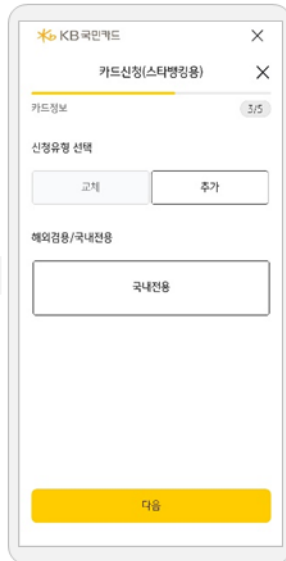 KB국민카드
카드신청(스타뱅킹용)
카드정보 3/5
신청유형 선택
교체 추가
해외겸용/국내전용
국내전용
다음